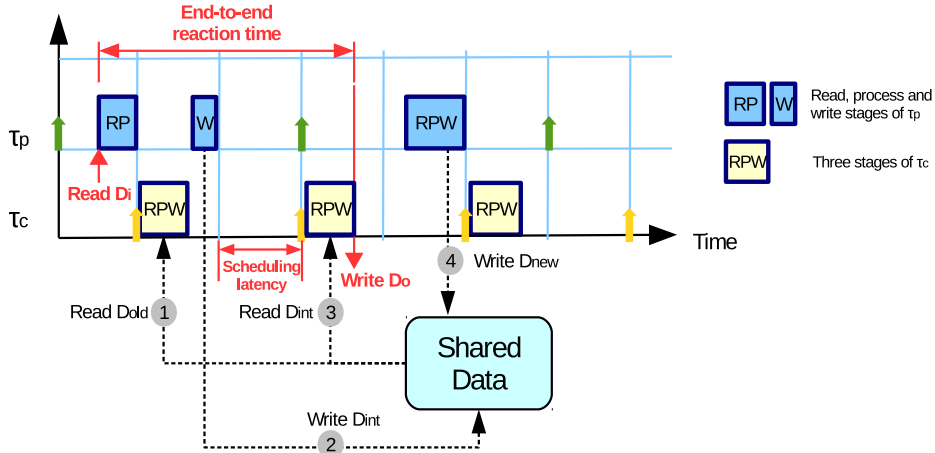 End-to-end
reaction time
RP
W
RPW
τp
Read Di
RPW
RPW
RPW
τc
Time
Scheduling
latency
Write Do
4
Write Dnew
Read Dold
1
Read Dint
3
Shared
Data
Write Dint
2
RP
W
Read, process and
write stages of τp
RPW
Three stages of τc